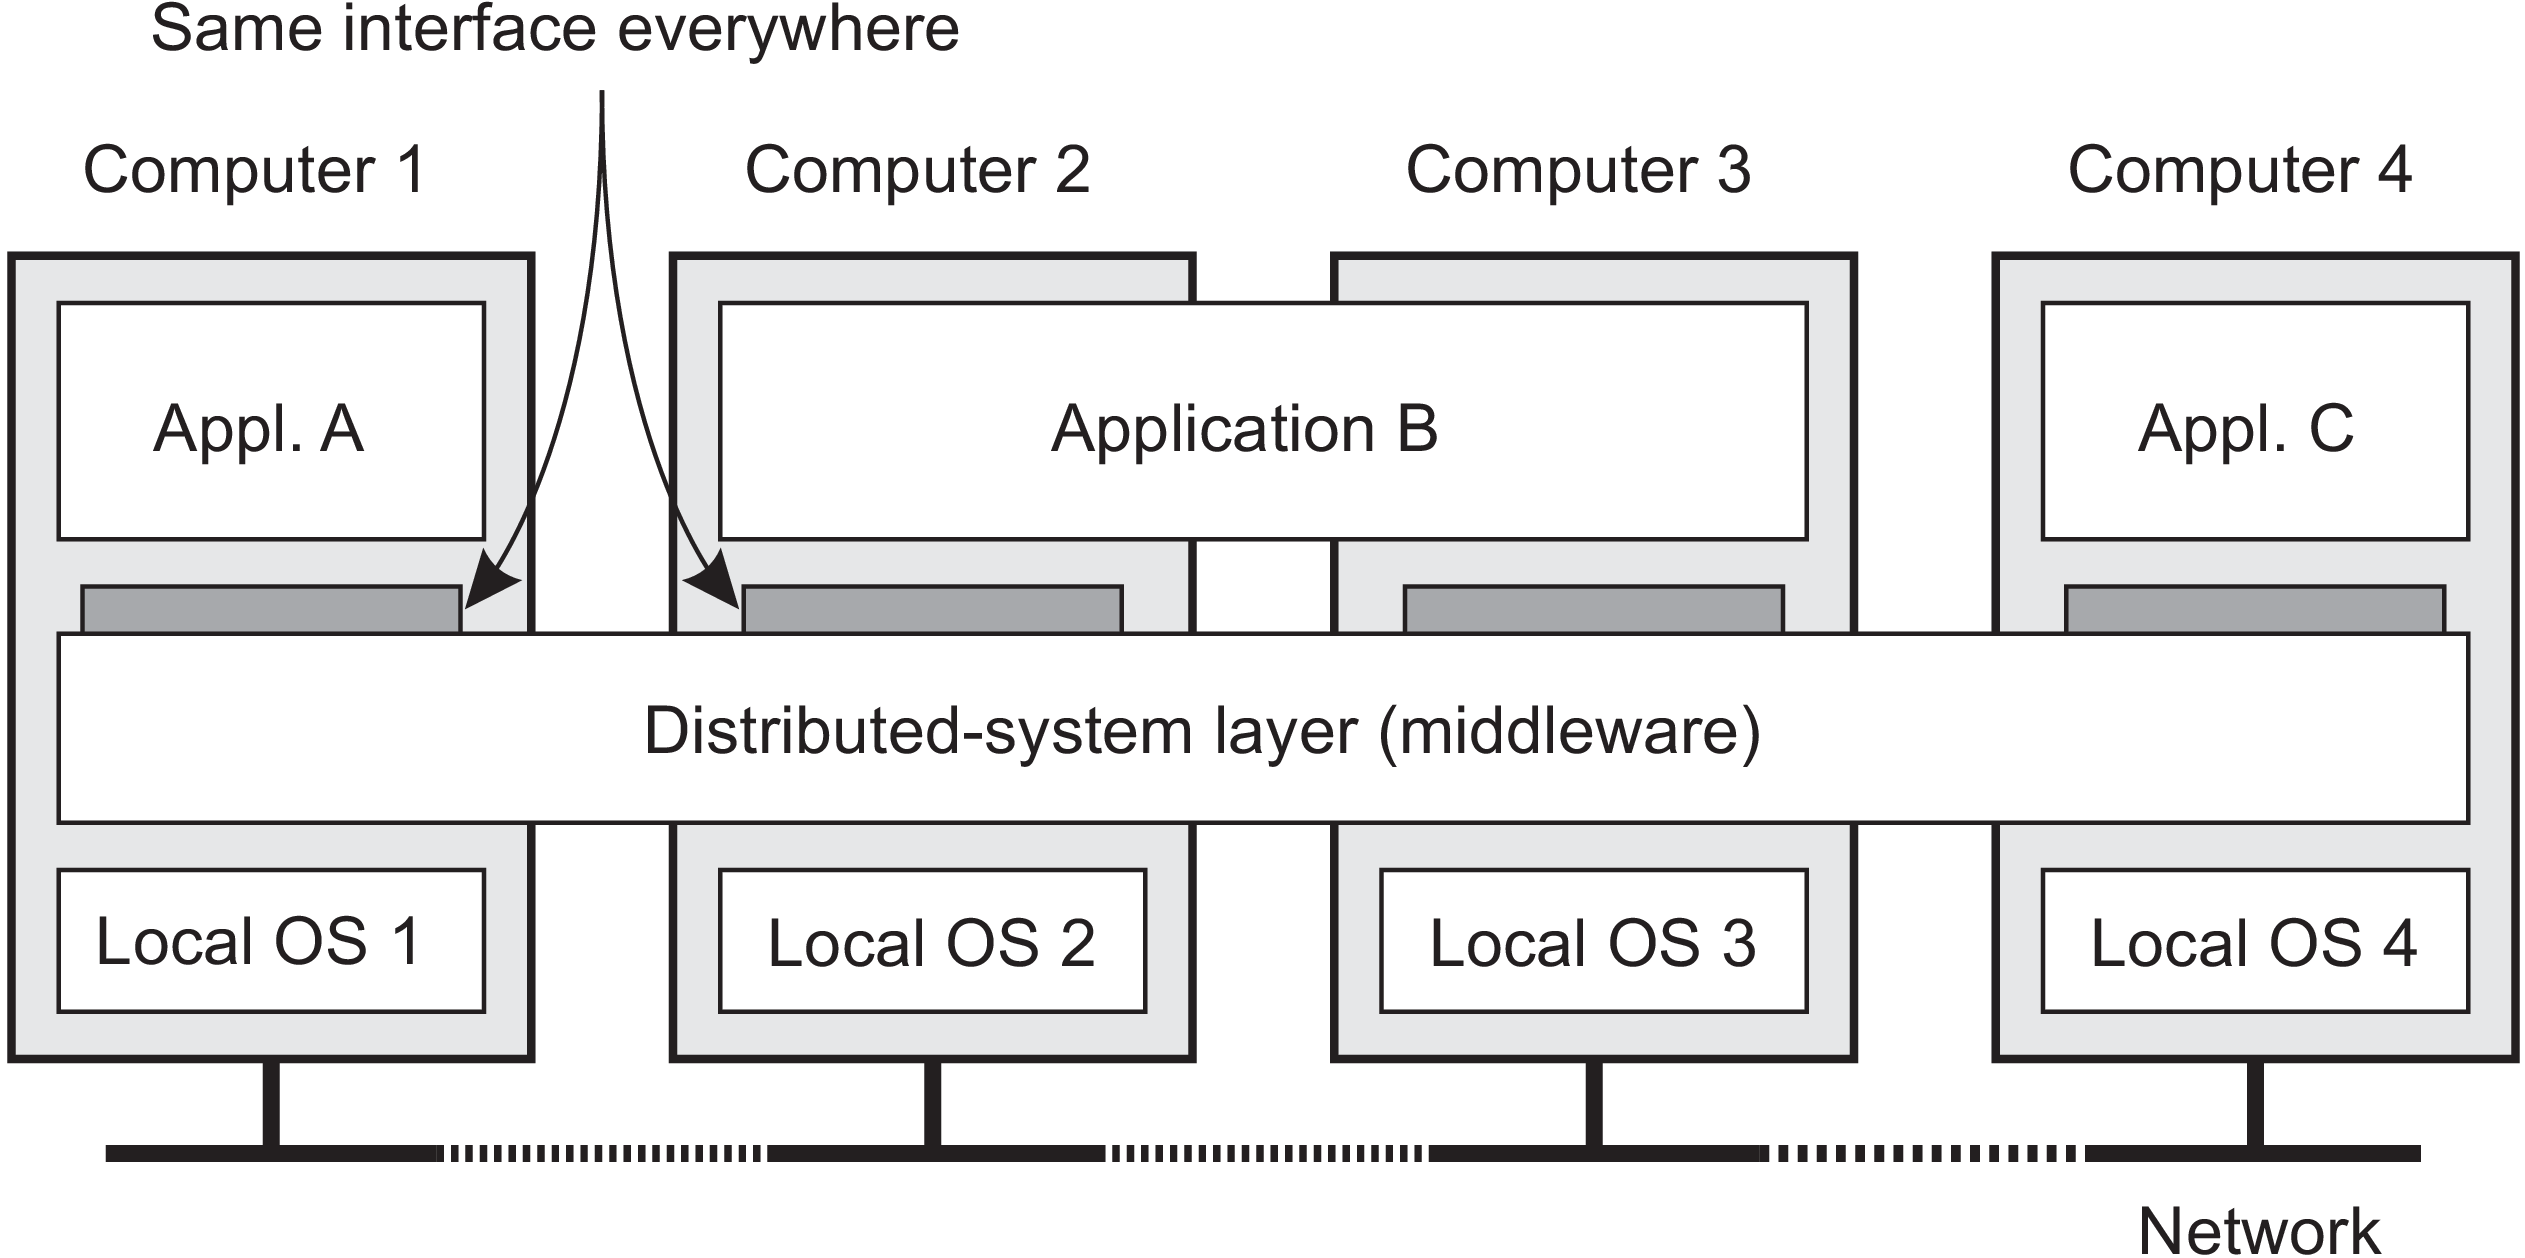 Same interface everywhere
Computer 1
Computer 2
Computer 3
Computer 4
Appl. A
Application B
Appl. C
Distributed-system layer (middleware)
Local OS 1
Local OS 2
Local OS 3
Local OS 4
Network